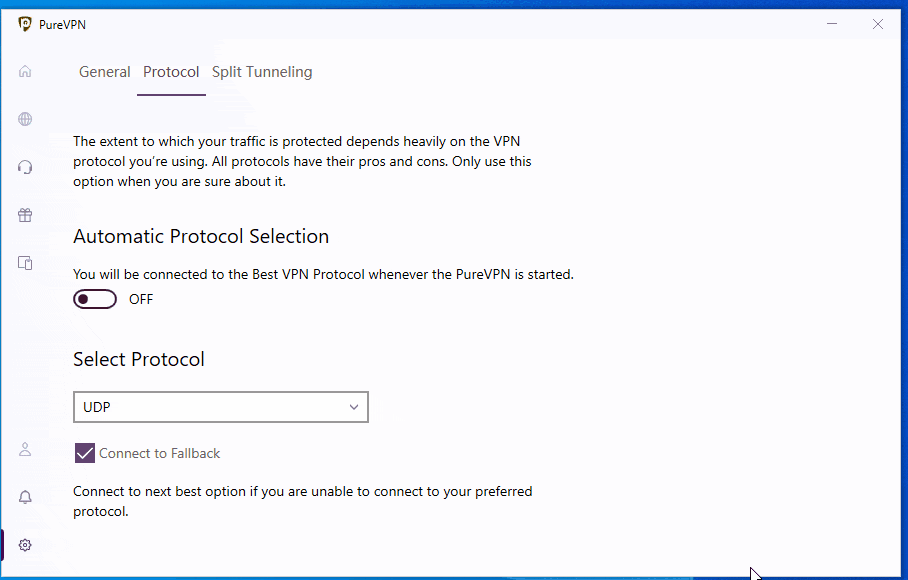 PureVPN
General Protocol Split Tunneling
The extent to which your traffic is protected depends heavily on the VPN
protocol you’re using. All protocols have their pros and cons. Only use this
option when you are sure about it.
Automatic Protocol Selection
You will be connected to the Best VPN Protocol whenever the PureVPN is started.
OFF
Select Protocol
UDP
Connect to Fallback
Connect to next best option if you are unable to connect to your preferred
protocol.